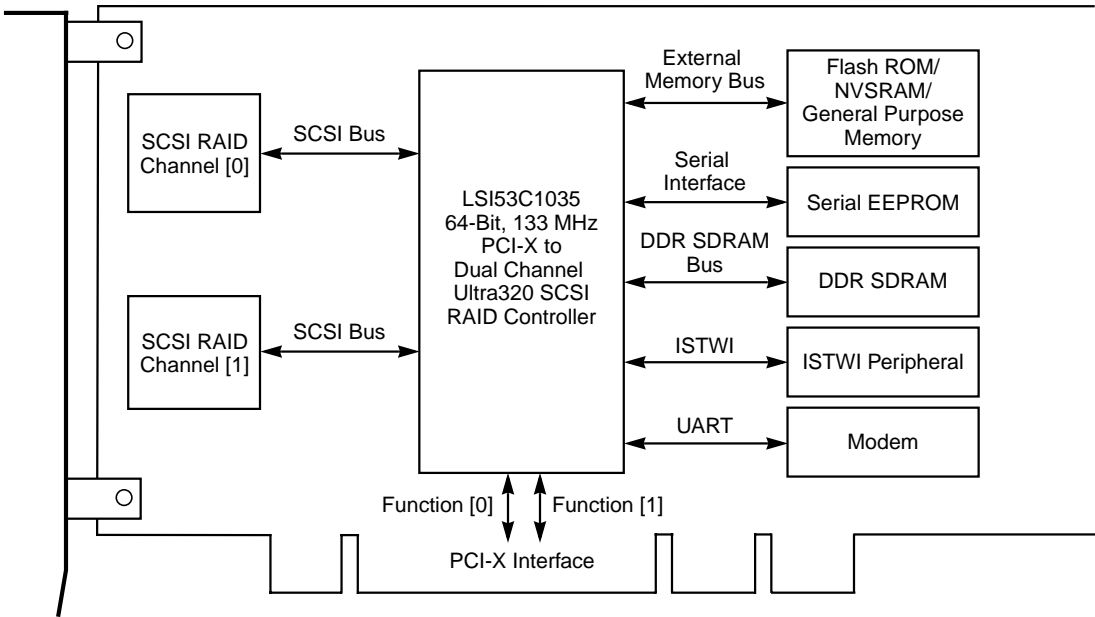 SCSI RAID
Channel [0]
SCSI Bus
SCSI RAID
Channel [1]
SCSI Bus
LSI53C1035
64-Bit, 133 MHz
PCI-X to
Dual Channel
Ultra320 SCSI
RAID Controller
External
Memory Bus
Flash ROM/
NVSRAM/
General Purpose
Memory
Serial
Interface
Serial EEPROM
DDR SDRAM
Bus
DDR SDRAM
ISTWI
ISTWI Peripheral
UART
Modem
Function [0]
Function [1]
PCI-X Interface